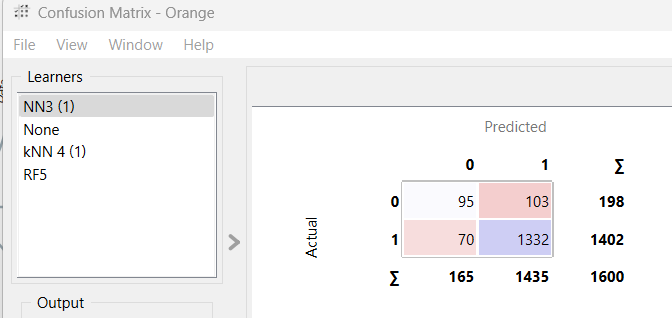 Confusion Matrix - Orange
File View Window Help
Learners
NN3 (1)
None
kNN 4 (1)
RF5
Output
Predicted
0 1 ∑
Actual
0 95 103 198
1 70 1332 1402
∑ 165 1435 1600